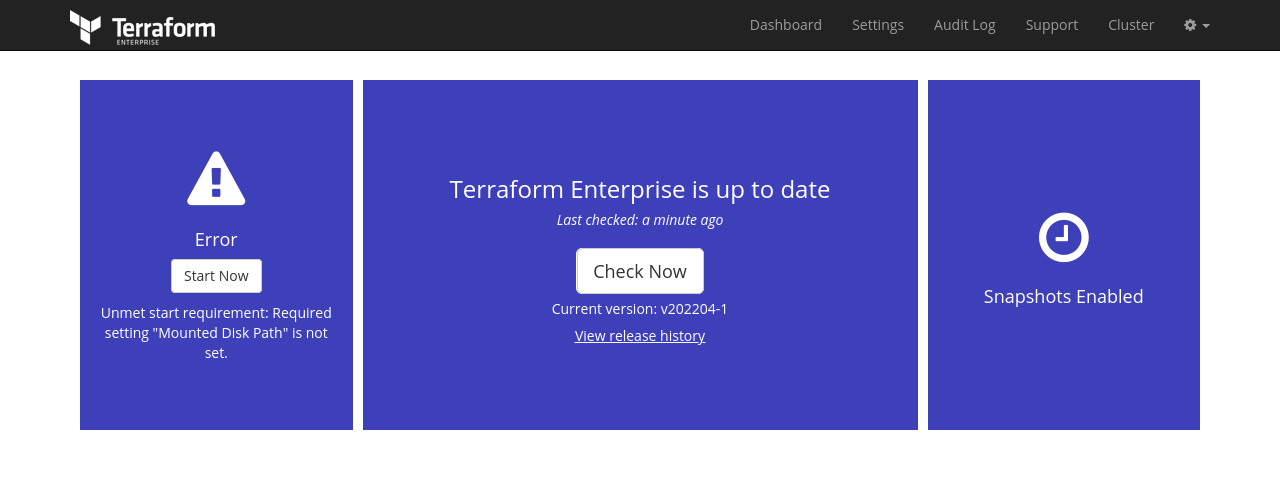 Terraform
ENTERPRISE
Dashboard
Settings
Audit Log
Support
Cluster
Error
Start Now
Unmet start requirement: Required
setting "Mounted Disk Path" is not
set.
Terraform Enterprise is up to date
Last checked: a minute ago
Check Now
Current version: v202204-1
View release history
Snapshots Enabled